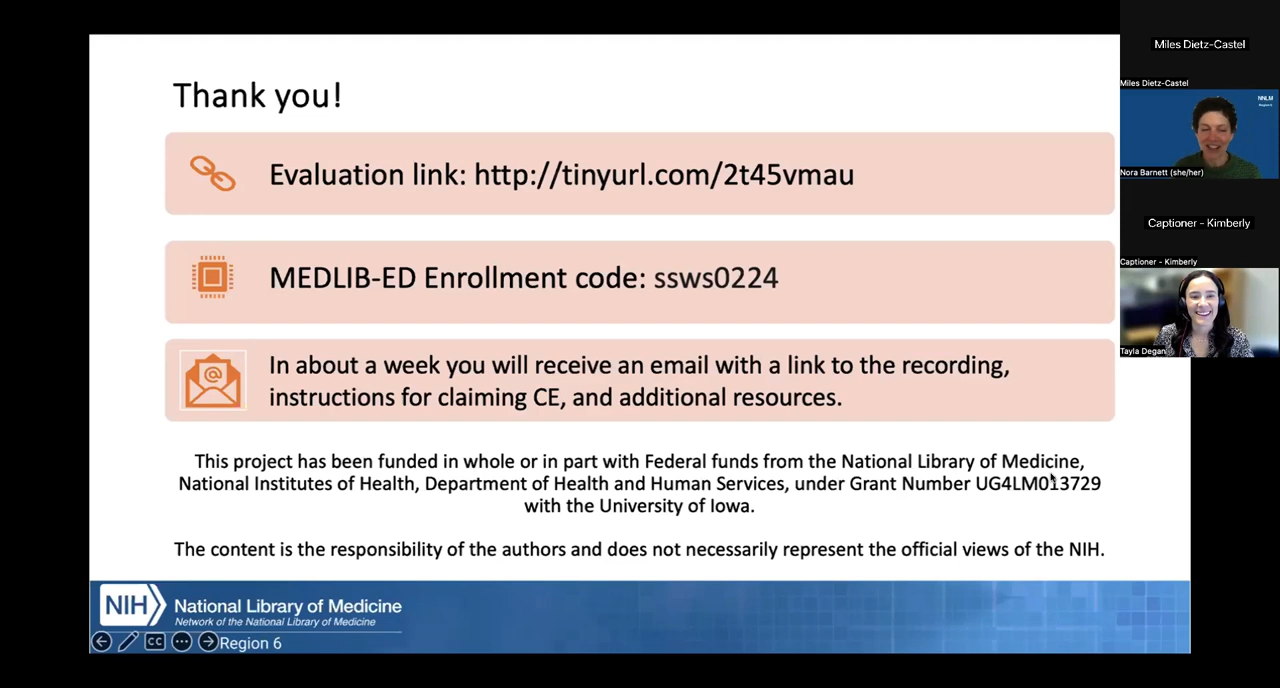 Thank you!
Evaluation link: http://tinyurl.com/2t45vmau
MEDLIB-ED Enrollment code: ssws0224
In about a week you will receive an email with a link to the recording,
instructions for claiming CE, and additional resources.
This project has been funded in whole or in part with Federal funds from the National Library of Medicine,
National Institutes of Health, Department of Health and Human Services, under Grant Number UG4LM013729
with the University of Iowa.
The content is the responsibility of the authors and does not necessarily represent the official views of the NIH.
NIH National Library of Medicine
Network of the National Library of Medicine
CC
Region 6
Miles Dietz-Castel
Miles Dietz-Castel
NNLM
Nora Barnett (she/her)
Captioner - Kimberly
Captioner - Kimberly
Tayla Degan